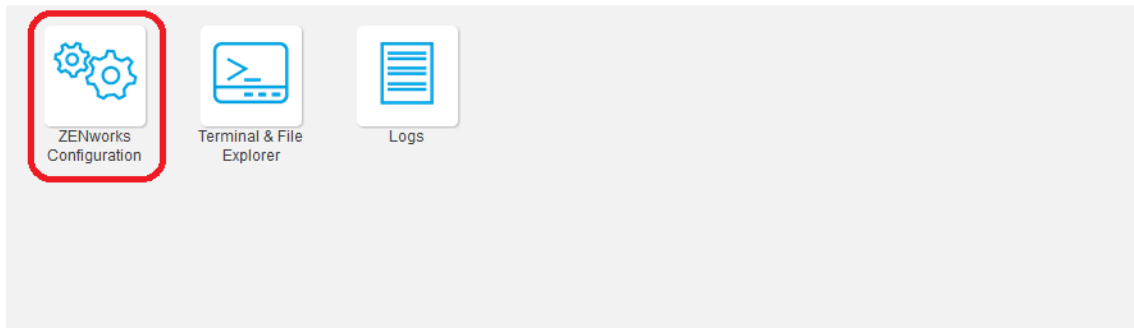 ZENworks
Configuration
Terminal & File
Explorer
Logs